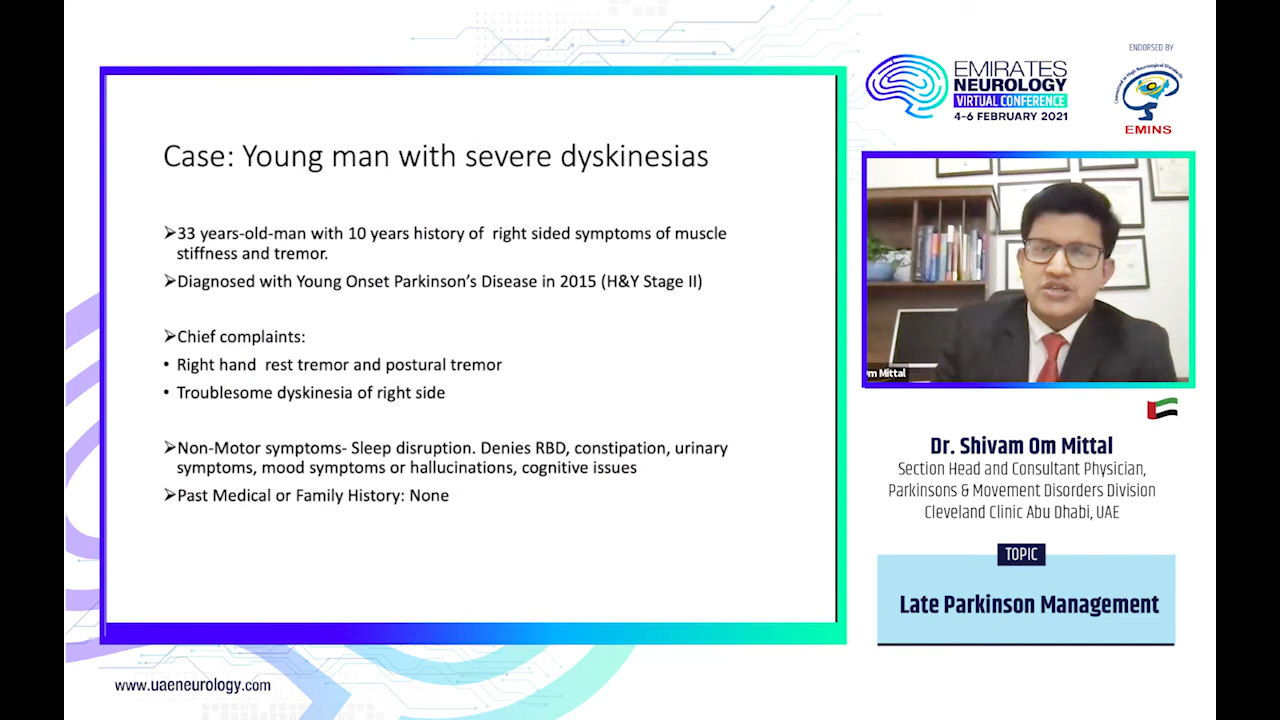 Case: Young man with severe dyskinesias
➢33 years-old-man with 10 years history of right sided symptoms of muscle
stiffness and tremor.
➢Diagnosed with Young Onset Parkinson’s Disease in 2015 (H&Y Stage II)
➢Chief complaints:
• Right hand rest tremor and postural tremor
• Troublesome dyskinesia of right side
➢Non-Motor symptoms- Sleep disruption. Denies RBD, constipation, urinary
symptoms, mood symptoms or hallucinations, cognitive issues
➢Past Medical or Family History: None
www.uaeneurology.com
EMIRATES
NEUROLOGY
VIRTUAL CONFERENCE
4-6 FEBRUARY 2021
ENDORSED BY
Committed to High Neurological Standards
EMINS
m Mittal
Dr. Shivam Om Mittal
Section Head and Consultant Physician,
Parkinsons & Movement Disorders Division
Cleveland Clinic Abu Dhabi, UAE
TOPIC
Late Parkinson Management